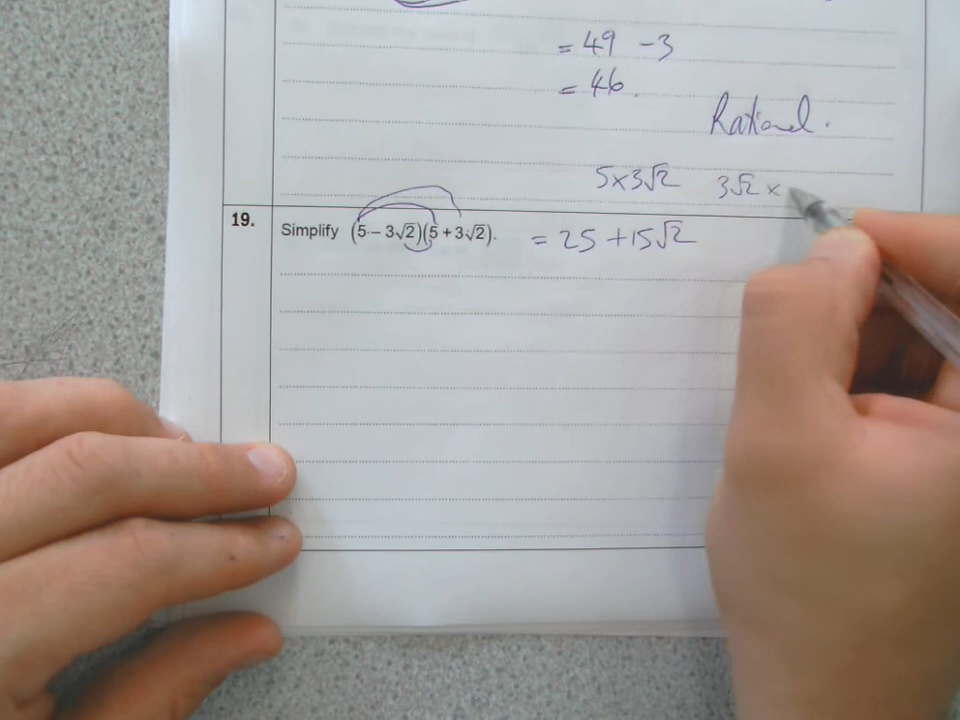 = 49 - 3
= 46.
Rational.
5×3√2 3√2 ×
19. Simplify (5 - 3√2)(5 + 3√2). = 25 + 15√2